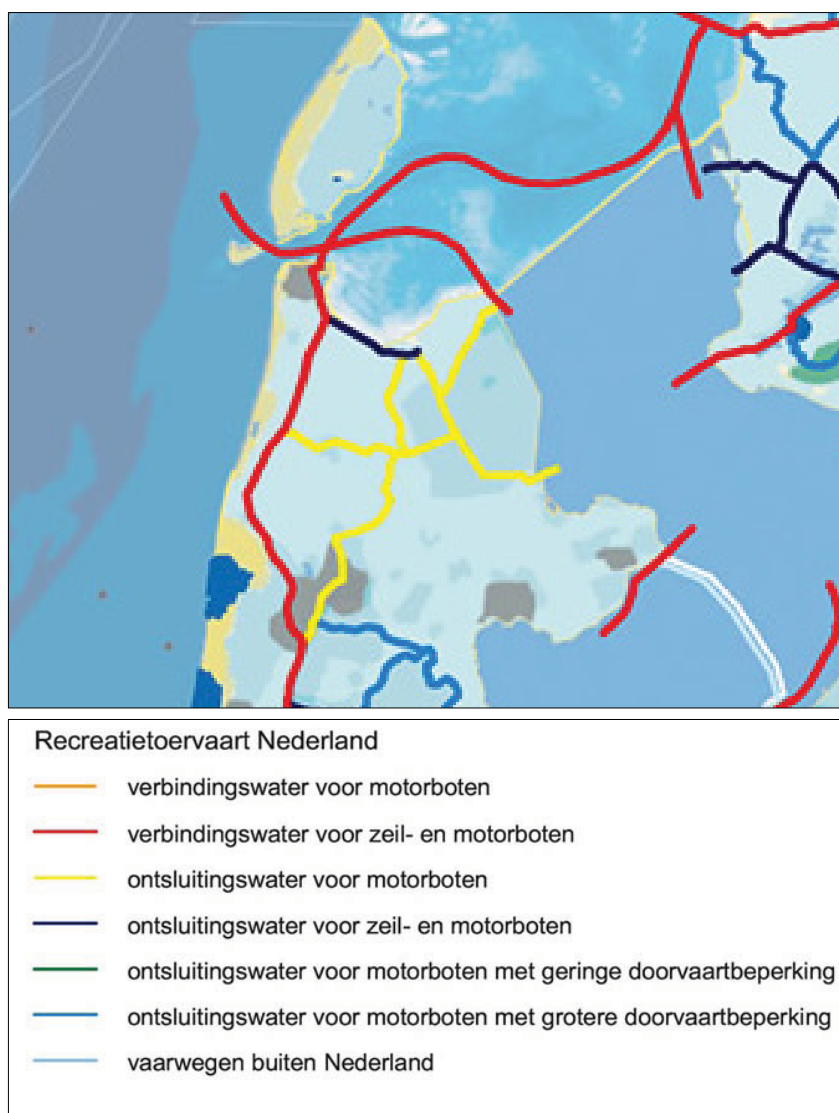 Recreatietoervaart Nederland
verbindingswater voor motorboten
verbindingswater voor zeil- en motorboten
ontsluitingswater voor motorboten
ontsluitingswater voor zeil- en motorboten
ontsluitingswater voor motorboten met geringe doorvaartbeperking
ontsluitingswater voor motorboten met grotere doorvaartbeperking
vaarwegen buiten Nederland